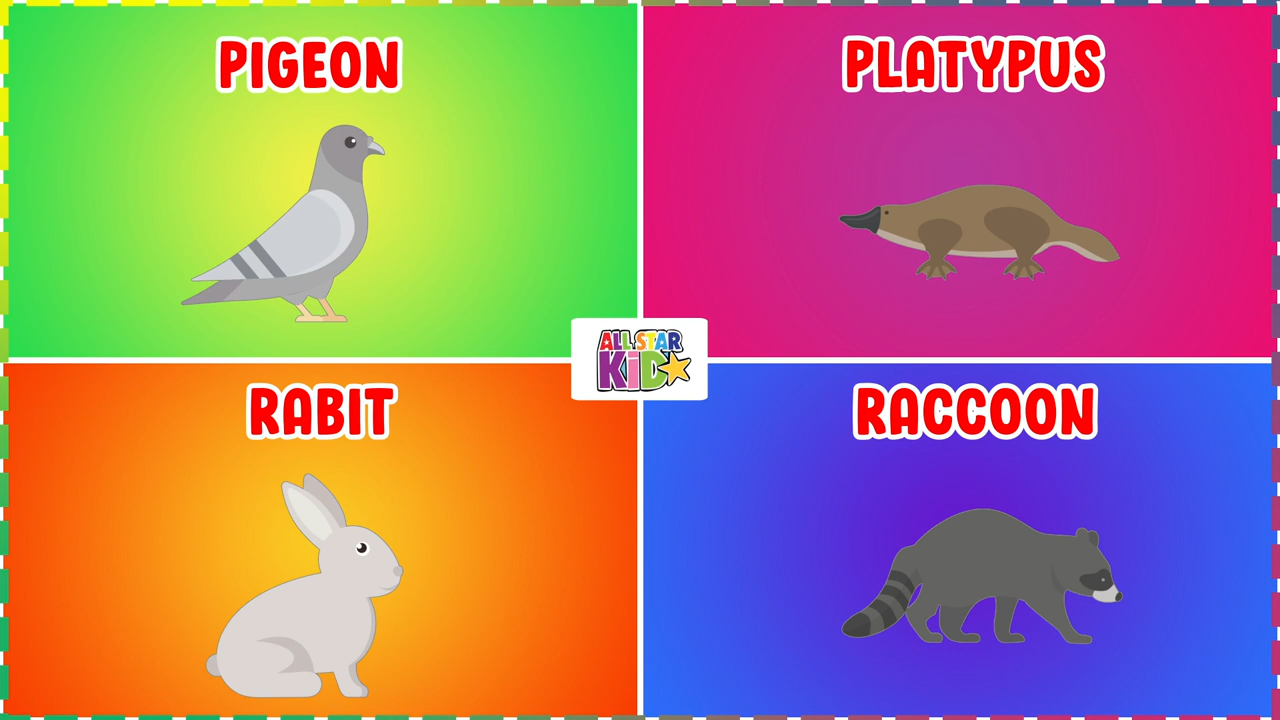 PIGEON
PLATYPUS
ALL STAR
KID
RABIT
RACCOON